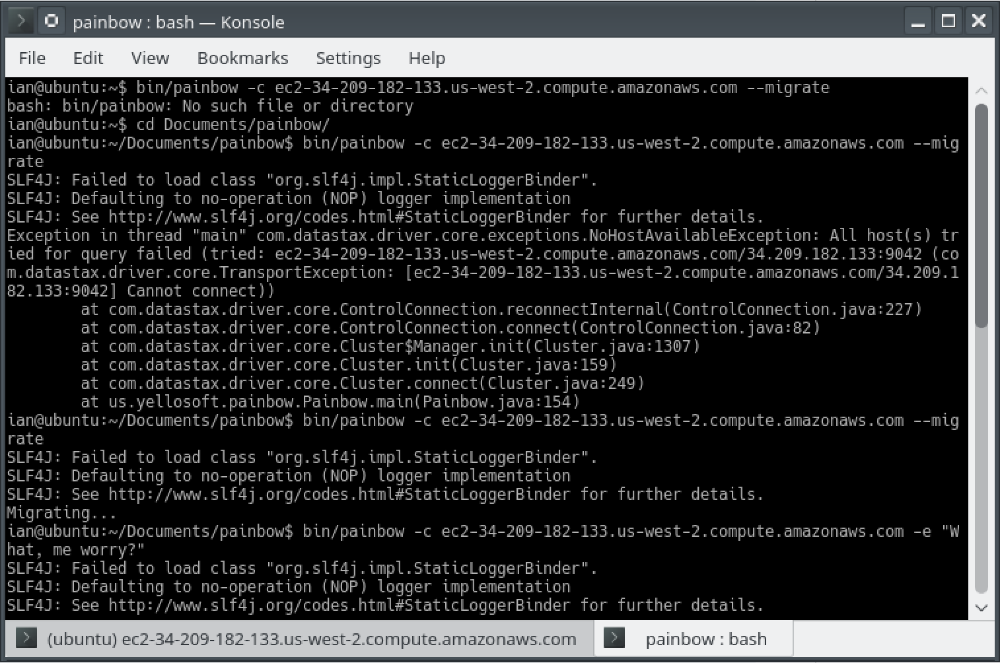 painbow : bash — Konsole
File Edit View Bookmarks Settings Help
ian@ubuntu:~$ bin/painbow -c ec2-34-209-182-133.us-west-2.compute.amazonaws.com --migrate
bash: bin/painbow: No such file or directory
ian@ubuntu:~$ cd Documents/painbow/
ian@ubuntu:~/Documents/painbow$ bin/painbow -c ec2-34-209-182-133.us-west-2.compute.amazonaws.com --mig
rate
SLF4J: Failed to load class "org.slf4j.impl.StaticLoggerBinder".
SLF4J: Defaulting to no-operation (NOP) logger implementation
SLF4J: See http://www.slf4j.org/codes.html#StaticLoggerBinder for further details.
Exception in thread "main" com.datastax.driver.core.exceptions.NoHostAvailableException: All host(s) tr
ied for query failed (tried: ec2-34-209-182-133.us-west-2.compute.amazonaws.com/34.209.182.133:9042 (co
m.datastax.driver.core.TransportException: [ec2-34-209-182-133.us-west-2.compute.amazonaws.com/34.209.1
82.133:9042] Cannot connect))
at com.datastax.driver.core.ControlConnection.reconnectInternal(ControlConnection.java:227)
at com.datastax.driver.core.ControlConnection.connect(ControlConnection.java:82)
at com.datastax.driver.core.Cluster$Manager.init(Cluster.java:1307)
at com.datastax.driver.core.Cluster.init(Cluster.java:159)
at com.datastax.driver.core.Cluster.connect(Cluster.java:249)
at us.yellosoft.painbow.Painbow.main(Painbow.java:154)
ian@ubuntu:~/Documents/painbow$ bin/painbow -c ec2-34-209-182-133.us-west-2.compute.amazonaws.com --mig
rate
SLF4J: Failed to load class "org.slf4j.impl.StaticLoggerBinder".
SLF4J: Defaulting to no-operation (NOP) logger implementation
SLF4J: See http://www.slf4j.org/codes.html#StaticLoggerBinder for further details.
Migrating...
ian@ubuntu:~/Documents/painbow$ bin/painbow -c ec2-34-209-182-133.us-west-2.compute.amazonaws.com -e "W
hat, me worry?"
SLF4J: Failed to load class "org.slf4j.impl.StaticLoggerBinder".
SLF4J: Defaulting to no-operation (NOP) logger implementation
SLF4J: See http://www.slf4j.org/codes.html#StaticLoggerBinder for further details.
(ubuntu) ec2-34-209-182-133.us-west-2.compute.amazonaws.com painbow : bash